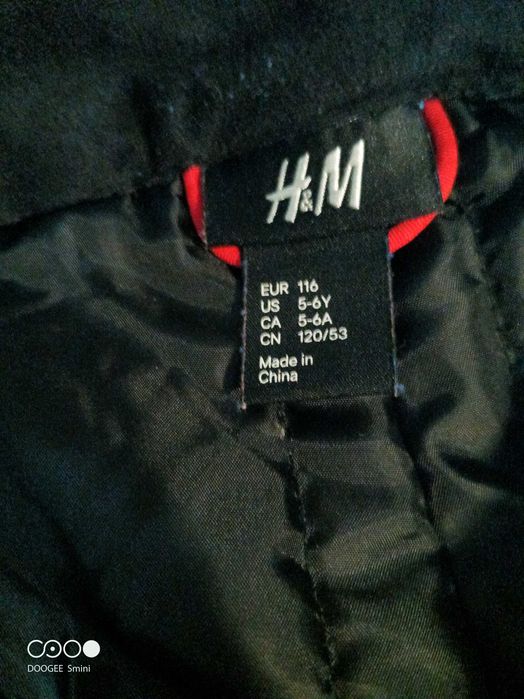 H&M
EUR 116
US 5-6Y
CA 5-6A
CN 120/53
Made in
China
DOOGEE Smini